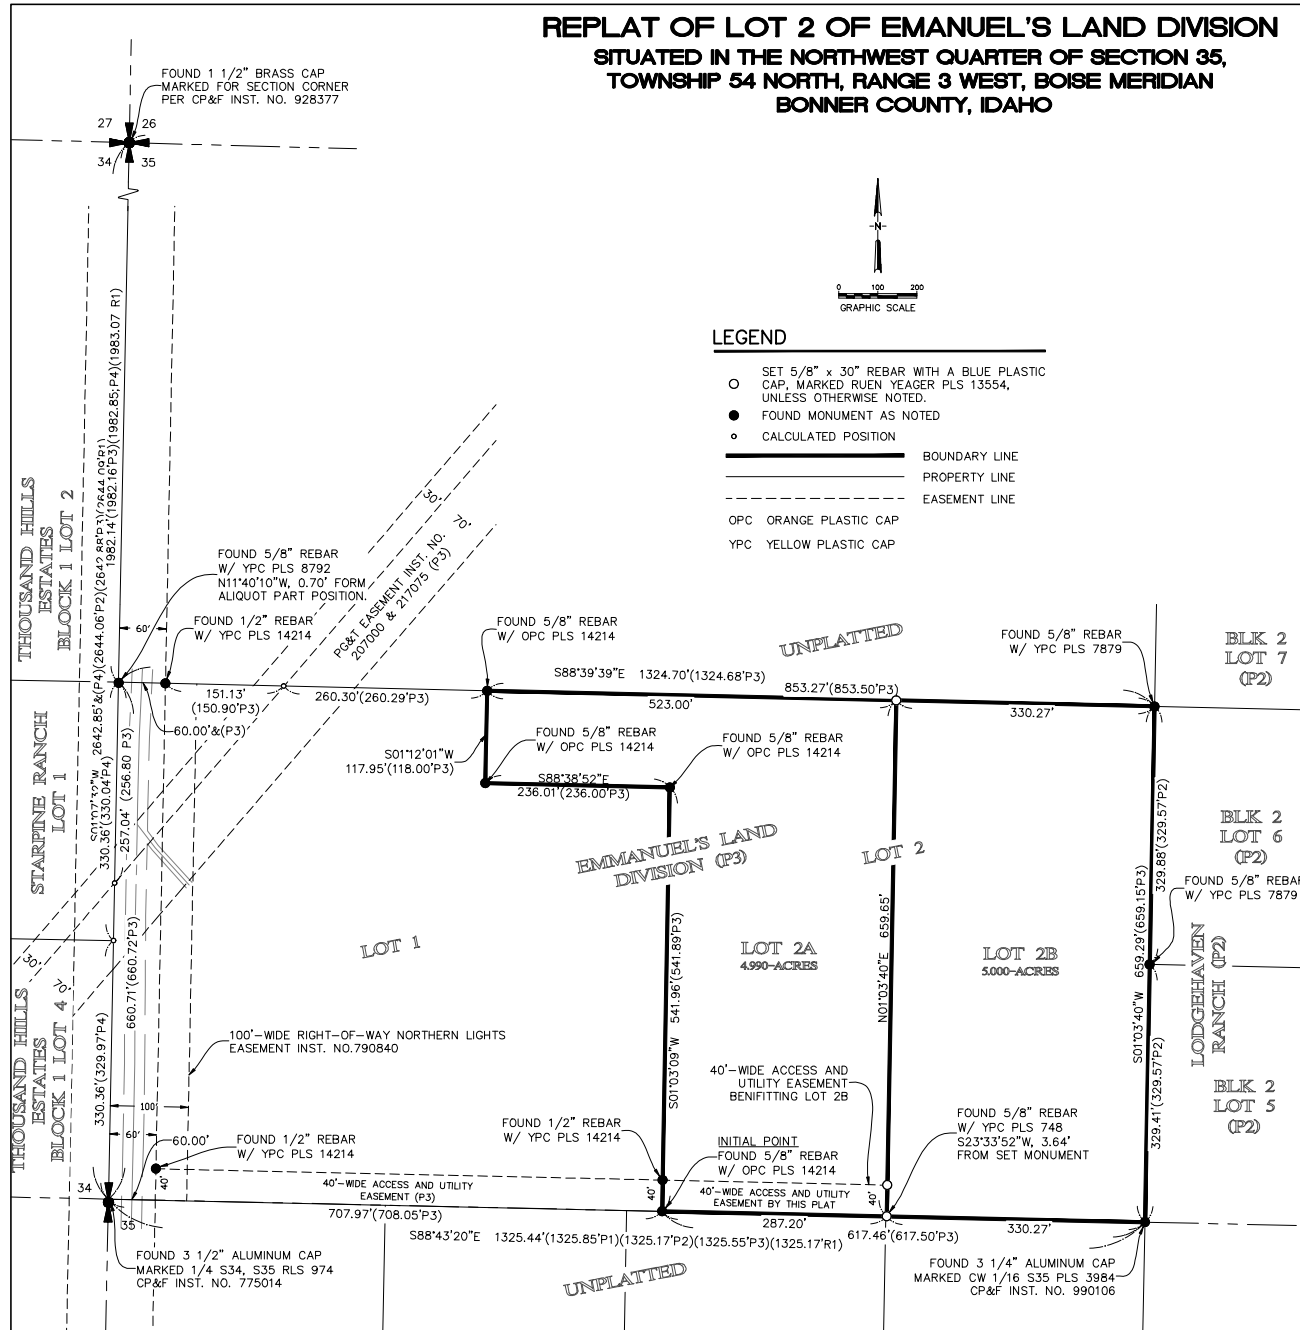 REPLAT OF LOT 2 OF EMANUEL'S LAND DIVISION
SITUATED IN THE NORTHWEST QUARTER OF SECTION 35,
TOWNSHIP 54 NORTH, RANGE 3 WEST, BOISE MERIDIAN
BONNER COUNTY, IDAHO
FOUND 1 1/2" BRASS CAP
MARKED FOR SECTION CORNER
PER CP&F INST. NO. 928377
27
26
34
35
-N-
0 100 200
GRAPHIC SCALE
LEGEND
SET 5/8" x 30" REBAR WITH A BLUE PLASTIC
CAP, MARKED RUEN YEAGER PLS 13554,
UNLESS OTHERWISE NOTED.
FOUND MONUMENT AS NOTED
CALCULATED POSITION
BOUNDARY LINE
PROPERTY LINE
EASEMENT LINE
OPC ORANGE PLASTIC CAP
YPC YELLOW PLASTIC CAP
THOUSAND HILLS
ESTATES
BLOCK 1 LOT 2
1982.14'(1982.16'P3)(1982.85;P4)(1983.07 R1)
S01°07'32"W 2642.85'&(P4)(2644.06'P2)(2642.88'P3)(2644.09'R1)
30'
70'
PG&T EASEMENT INST. NO.
207000 & 217075 (P3)
FOUND 5/8" REBAR
W/ YPC PLS 8792
N11°40'10"W, 0.70' FORM
ALIQUOT PART POSITION.
60'
FOUND 1/2" REBAR
W/ YPC PLS 14214
FOUND 5/8" REBAR
W/ OPC PLS 14214
UNPLATTED
FOUND 5/8" REBAR
W/ YPC PLS 7879
BLK 2
LOT 7
(P2)
S88°39'39"E 1324.70'(1324.68'P3)
151.13'
(150.90'P3)
260.30'(260.29'P3)
853.27'(853.50'P3)
523.00'
330.27'
60.00'&(P3)
STARPINE RANCH
LOT 1
330.36'(330.04'P4)
257.04' (256.80 P3)
S01°12'01"W
117.95'(118.00'P3)
FOUND 5/8" REBAR
W/ OPC PLS 14214
FOUND 5/8" REBAR
W/ OPC PLS 14214
S88°38'52"E
236.01'(236.00'P3)
EMMANUEL'S LAND
DIVISION (P3)
LOT 2
329.88'(329.57'P2)
BLK 2
LOT 6
(P2)
FOUND 5/8" REBAR
W/ YPC PLS 7879
LOT 1
LOT 2A
4.990-ACRES
LOT 2B
5.000-ACRES
S01°03'09"W 541.96'(541.89'P3)
N01°03'40"E 659.65'
S01°03'40"W 659.29'(659.15'P3)
LODGEHAVEN
RANCH (P2)
30'
70'
660.71'(660.72'P3)
THOUSAND HILLS
ESTATES
BLOCK 1 LOT 4
330.36'(329.97'P4)
100'-WIDE RIGHT-OF-WAY NORTHERN LIGHTS
EASEMENT INST. NO.790840
40'-WIDE ACCESS AND
UTILITY EASEMENT
BENIFITTING LOT 2B
329.41'(329.57'P2)
BLK 2
LOT 5
(P2)
100'
60'
60.00'
FOUND 1/2" REBAR
W/ YPC PLS 14214
FOUND 1/2" REBAR
W/ YPC PLS 14214
INITIAL POINT
FOUND 5/8" REBAR
W/ OPC PLS 14214
FOUND 5/8" REBAR
W/ YPC PLS 748
S23°33'52"W, 3.64'
FROM SET MONUMENT
34
35
40'
40'-WIDE ACCESS AND UTILITY
EASEMENT (P3)
40'
40'-WIDE ACCESS AND UTILITY
EASEMENT BY THIS PLAT
40'
707.97'(708.05'P3)
287.20'
330.27'
S88°43'20"E 1325.44'(1325.85'P1)(1325.17'P2)(1325.55'P3)(1325.17'R1)
617.46'(617.50'P3)
FOUND 3 1/2" ALUMINUM CAP
MARKED 1/4 S34, S35 RLS 974
CP&F INST. NO. 775014
UNPLATTED
FOUND 3 1/4" ALUMINUM CAP
MARKED CW 1/16 S35 PLS 3984
CP&F INST. NO. 990106